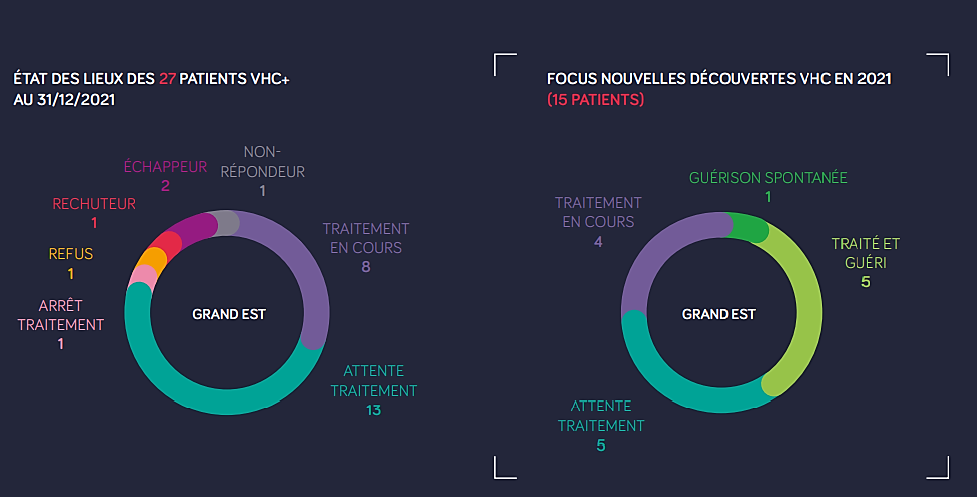 ÉTAT DES LIEUX DES 27 PATIENTS VHC+
AU 31/12/2021
NON-
RÉPONDEUR
1
ÉCHAPPEUR
2
RECHUTEUR
1
REFUS
1
ARRÊT
TRAITEMENT
1
TRAITEMENT
EN COURS
8
GRAND EST
ATTENTE
TRAITEMENT
13
FOCUS NOUVELLES DÉCOUVERTES VHC EN 2021
(15 PATIENTS)
GUÉRISON SPONTANÉE
1
TRAITEMENT
EN COURS
4
TRAITÉ ET
GUÉRI
5
GRAND EST
ATTENTE
TRAITEMENT
5